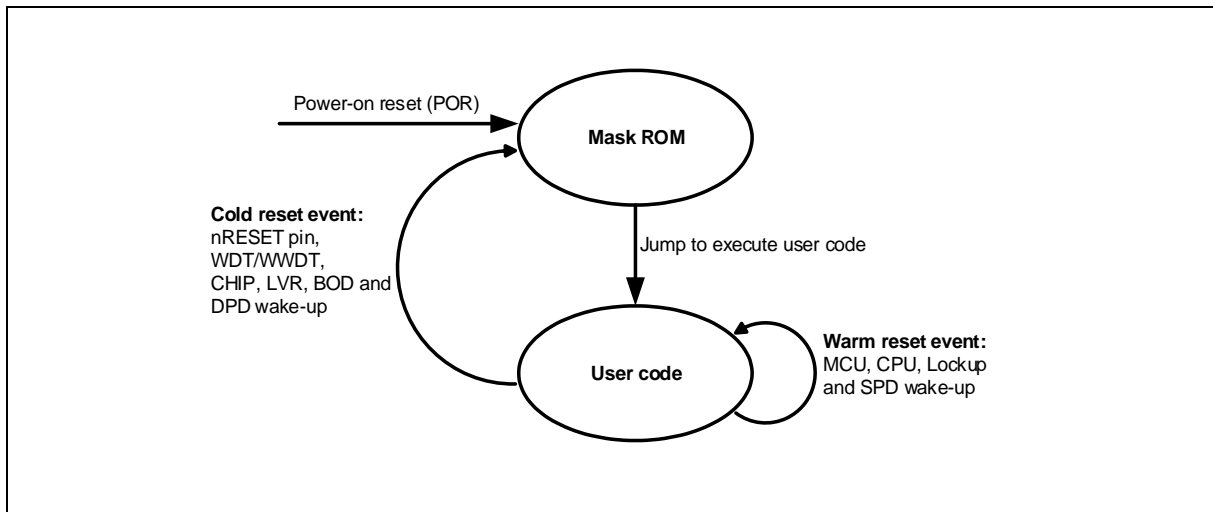 Power-on reset (POR)
Mask ROM
Cold reset event:
nRESET pin,
WDT/WWDT,
CHIP, LVR, BOD and
DPD wake-up
Jump to execute user code
User code
Warm reset event:
MCU, CPU, Lockup
and SPD wake-up